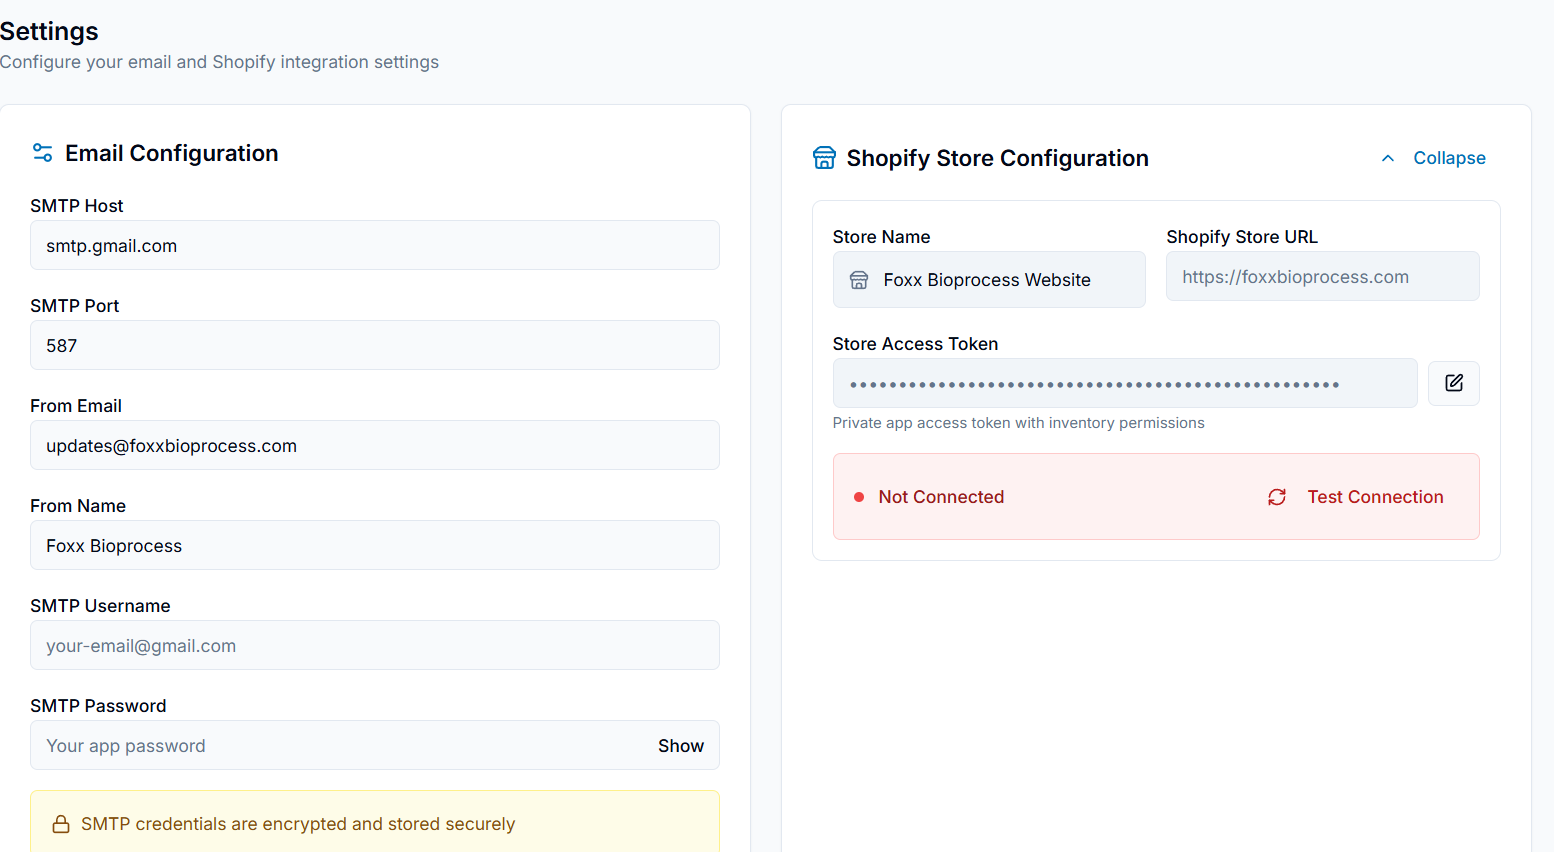 Settings
Configure your email and Shopify integration settings
Email Configuration
SMTP Host
smtp.gmail.com
SMTP Port
587
From Email
updates@foxxbioprocess.com
From Name
Foxx Bioprocess
SMTP Username
your-email@gmail.com
SMTP Password
Your app password
Show
SMTP credentials are encrypted and stored securely
Shopify Store Configuration
Collapse
Store Name
Foxx Bioprocess Website
Shopify Store URL
https://foxxbioprocess.com
Store Access Token
••••••••••••••••••••••••••••••••••••••••••••••••••
Private app access token with inventory permissions
Not Connected
Test Connection